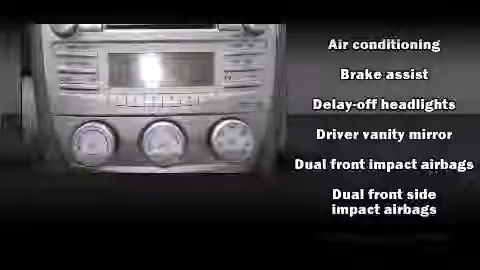 Air conditioning
Brake assist
Delay-off headlights
Driver vanity mirror
Dual front impact airbags
Dual front side
impact airbags